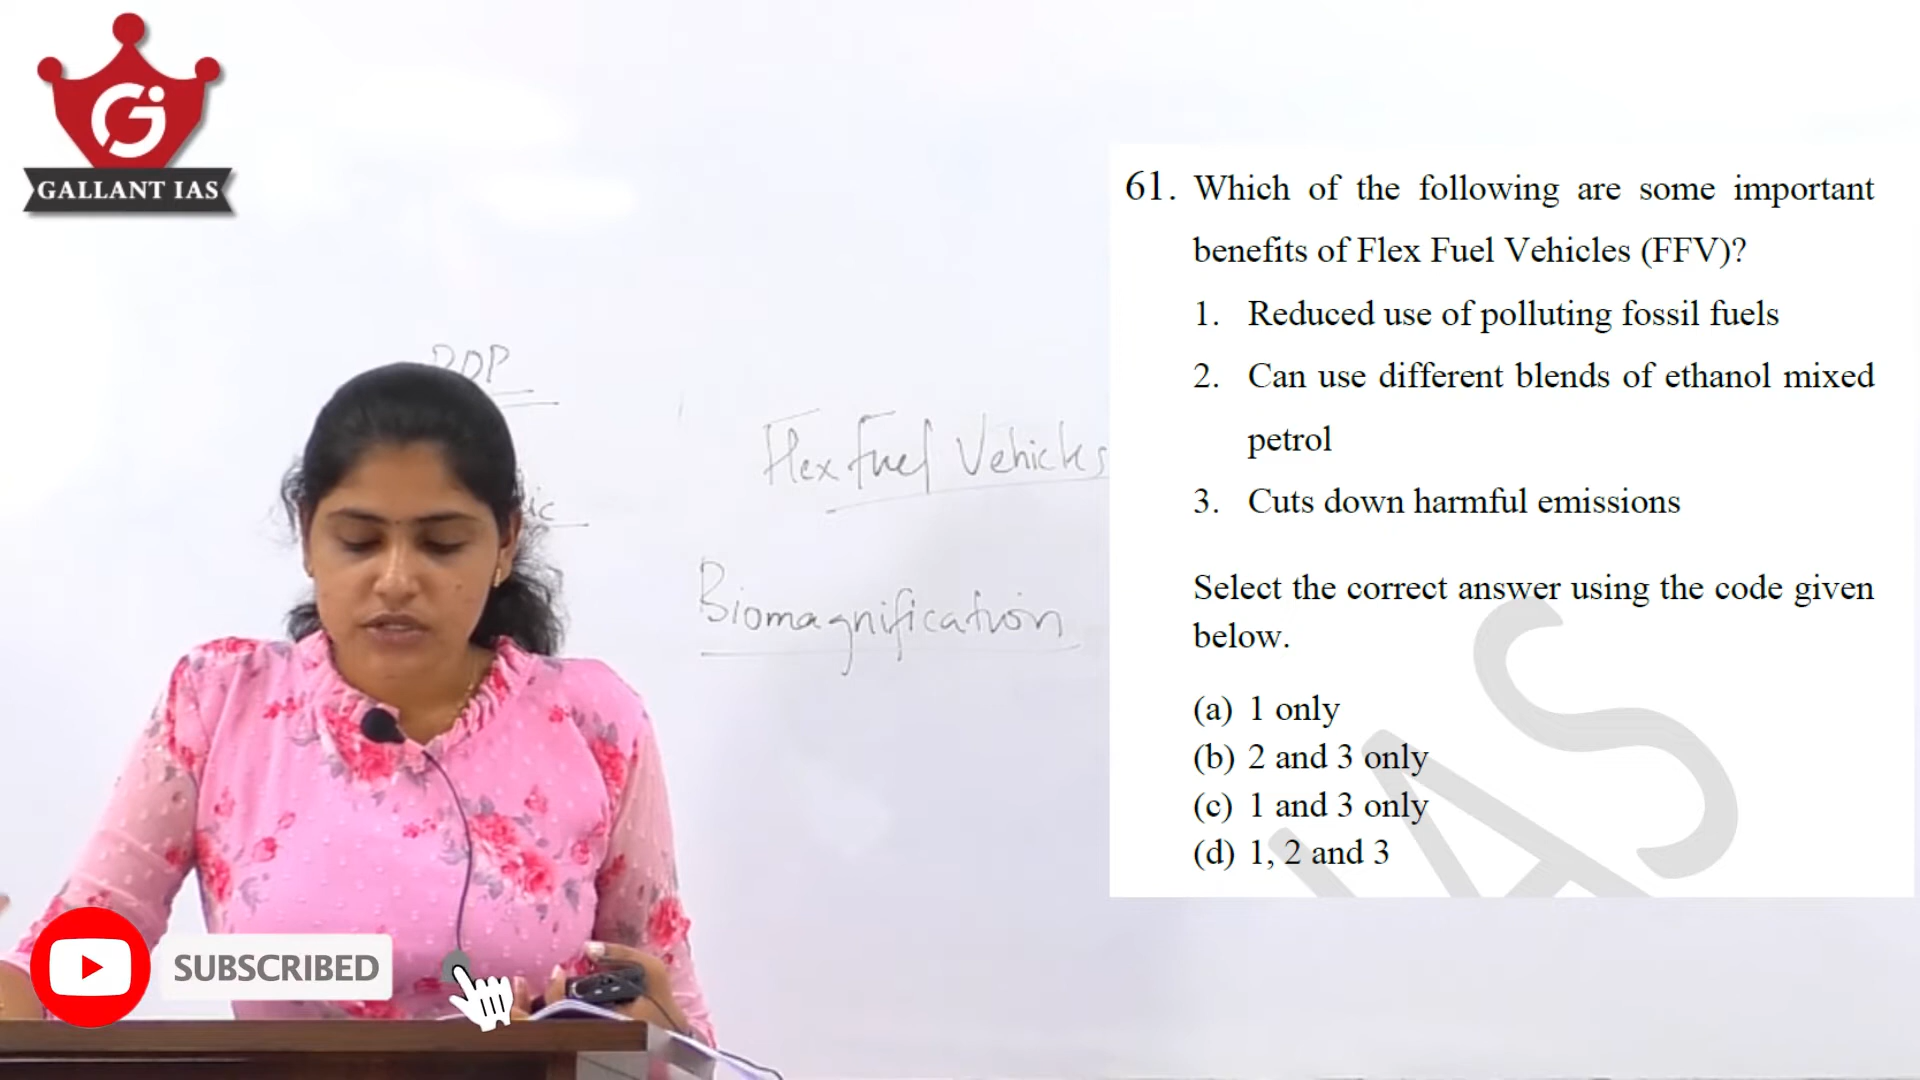 GALLANT IAS
61. Which of the following are some important
benefits of Flex Fuel Vehicles (FFV)?
1. Reduced use of polluting fossil fuels
2. Can use different blends of ethanol mixed
petrol
3. Cuts down harmful emissions
Select the correct answer using the code given
below.
(a) 1 only
(b) 2 and 3 only
(c) 1 and 3 only
(d) 1, 2 and 3
IAS
Flex Fuel Vehicles
Biomagnification
SUBSCRIBED